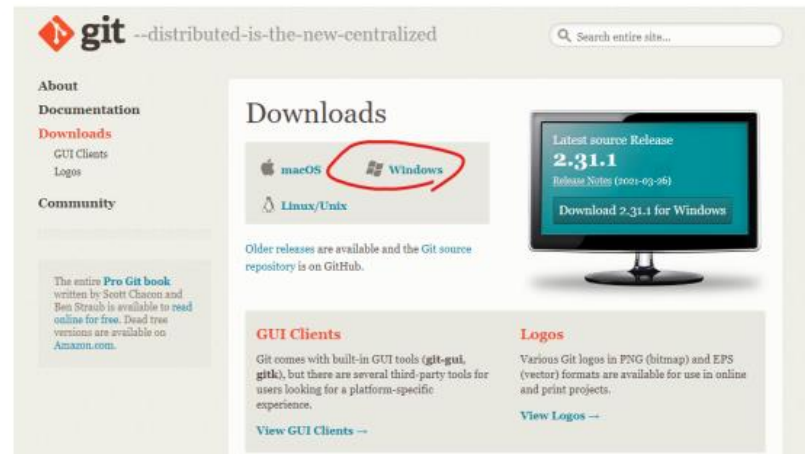 git --distributed-is-the-new-centralized
Search entire site...
About
Documentation
Downloads
GUI Clients
Logos
Community
The entire Pro Git book
written by Scott Chacon and
Ben Straub is available to read
online for free. Dead tree
versions are available on
Amazon.com.
Downloads
macOS
Windows
Linux/Unix
Older releases are available and the Git source
repository is on GitHub.
Latest source Release
2.31.1
Release Notes (2021-03-26)
Download 2.31.1 for Windows
GUI Clients
Git comes with built-in GUI tools (git-gui,
gitk), but there are several third-party tools for
users looking for a platform-specific
experience.
View GUI Clients →
Logos
Various Git logos in PNG (bitmap) and EPS
(vector) formats are available for use in online
and print projects.
View Logos →